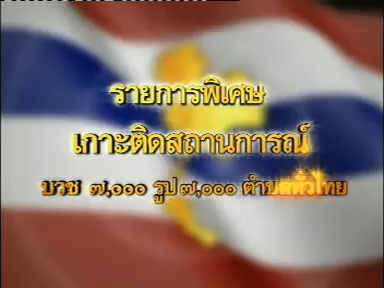 รายการพิเศษ
เกาะติดสถานการณ์
บวช ๗,๑๐๐ รูป ๗,๐๐๐ ตำบลทั่วไทย